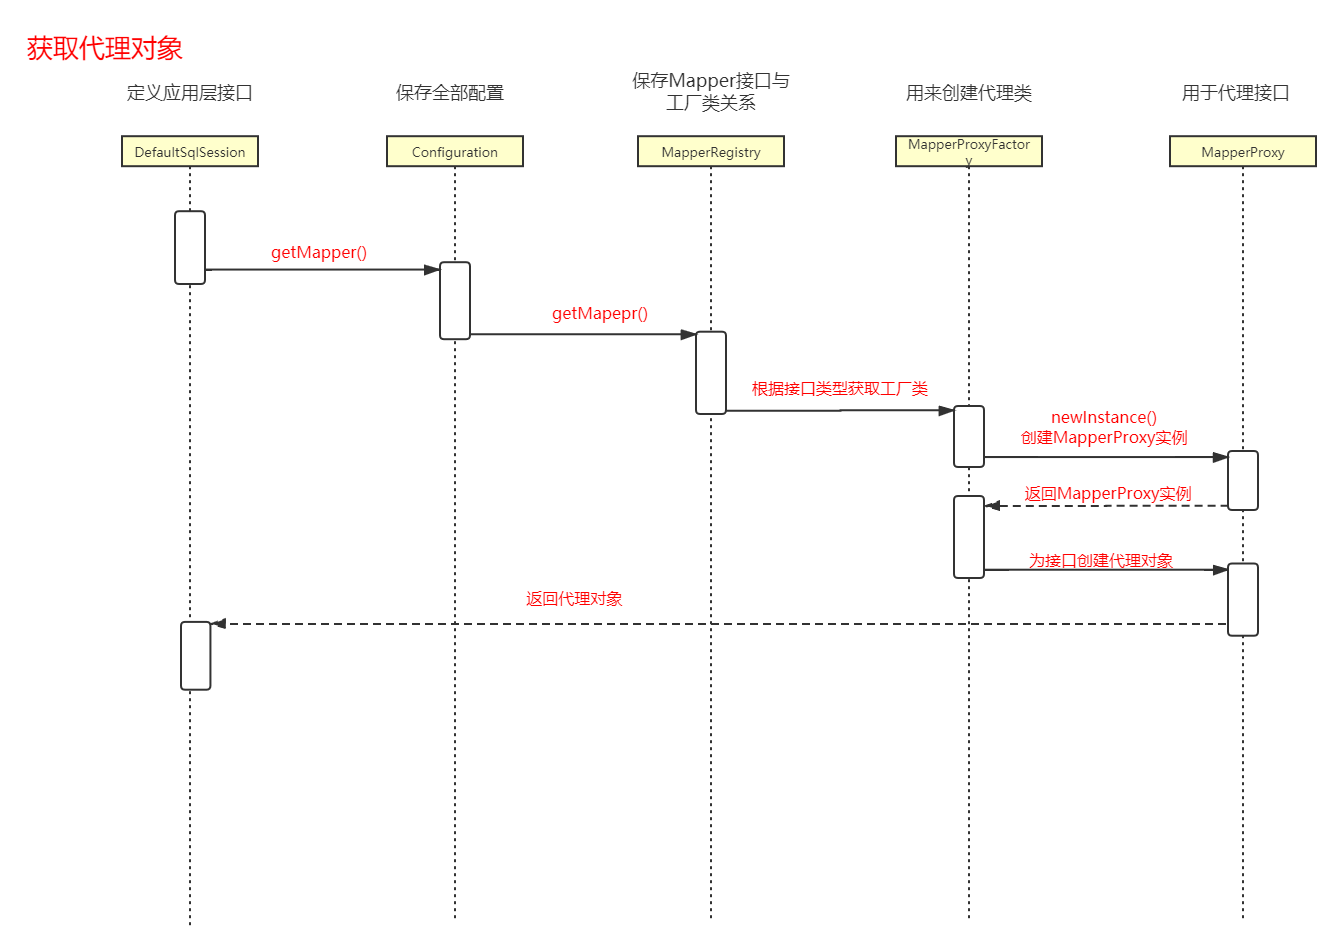 获取代理对象
定义应用层接口
保存全部配置
保存Mapper接口与
工厂类关系
用来创建代理类
用于代理接口
DefaultSqlSession
Configuration
MapperRegistry
MapperProxyFactor
y
MapperProxy
getMapper()
getMapepr()
根据接口类型获取工厂类
newInstance()
创建MapperProxy实例
返回MapperProxy实例
为接口创建代理对象
返回代理对象